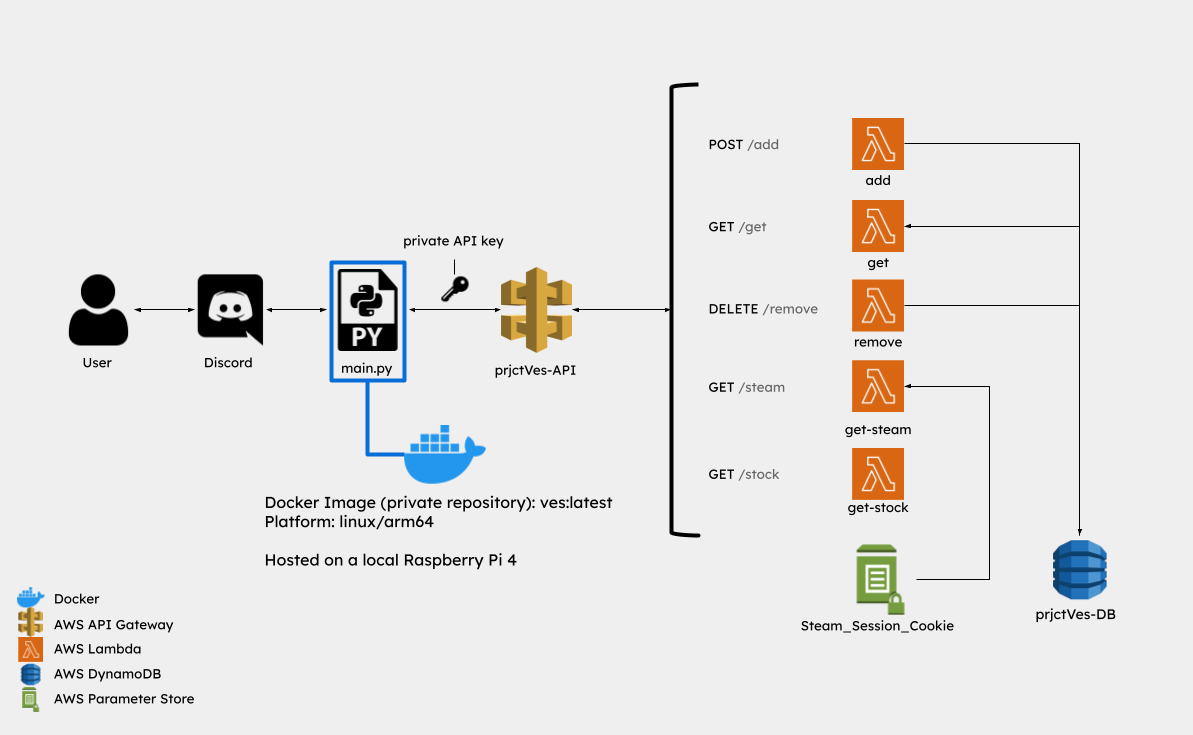 POST /add
add
GET /get
private API key
get
DELETE /remove
PY
remove
main.py
User
Discord
prjctVes-API
GET /steam
get-steam
GET /stock
get-stock
Docker Image (private repository): ves:latest
Platform: linux/arm64
Hosted on a local Raspberry Pi 4
Steam_Session_Cookie
prjctVes-DB
Docker
AWS API Gateway
AWS Lambda
AWS DynamoDB
AWS Parameter Store